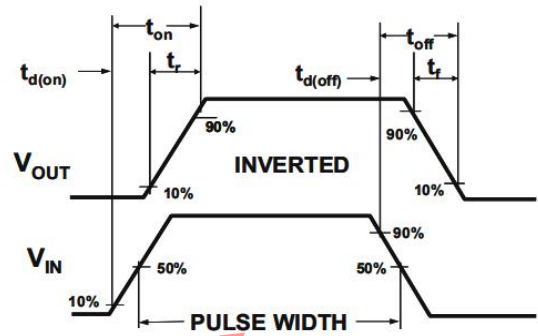 ton
toff
td(on)
tr
td(off)
tf
90%
90%
VOUT
INVERTED
10%
10%
VIN
90%
50%
50%
10%
PULSE WIDTH